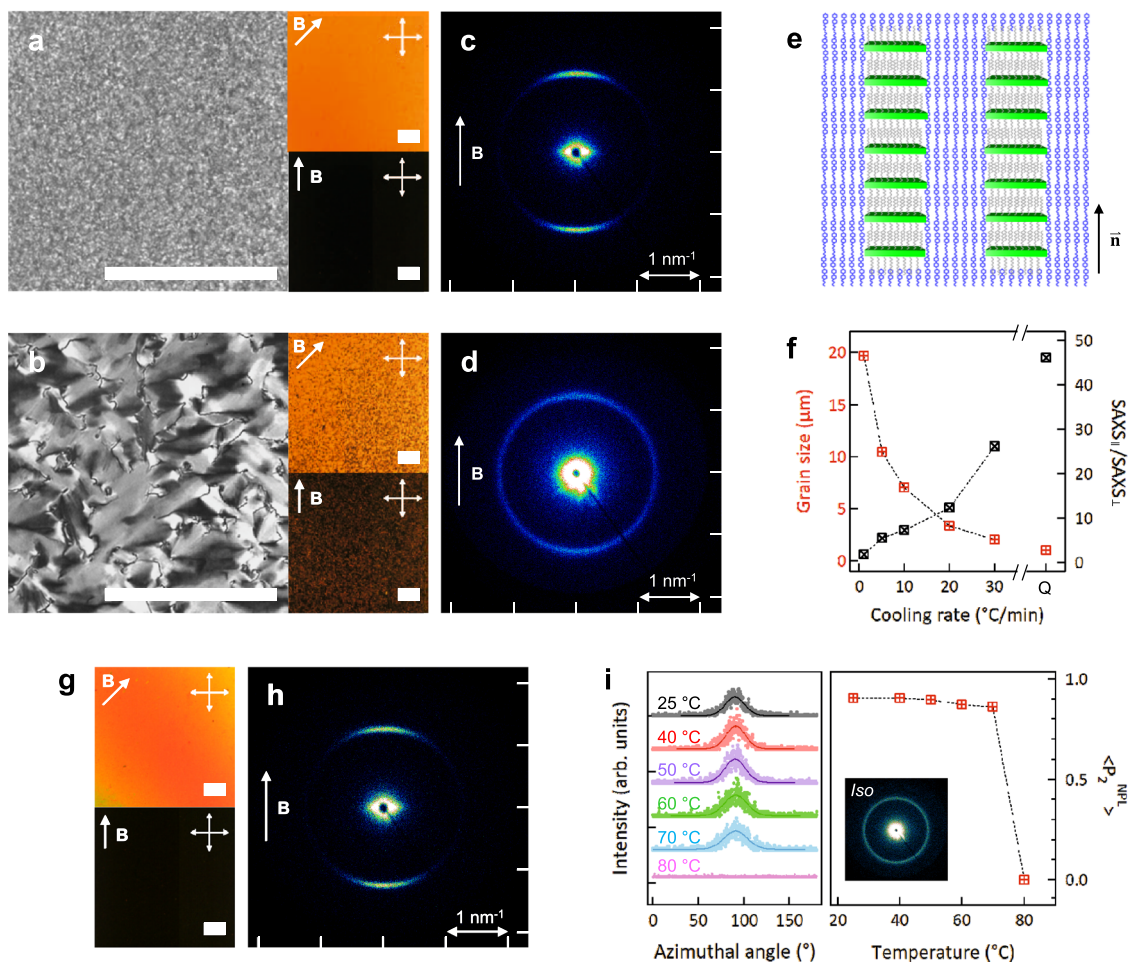 a
B
B
c
B
1 nm⁻¹
e
n
b
B
B
d
B
1 nm⁻¹
f
20
15
10
5
0
Grain size (μm)
50
40
30
20
10
0
SAXS∥/SAXS⊥
0
10
20
30
Q
Cooling rate (°C/min)
g
B
B
h
B
1 nm⁻¹
i
Intensity (arb. units)
25 °C
40 °C
50 °C
60 °C
70 °C
80 °C
0
50
100
150
Azimuthal angle (°)
Iso
20
40
60
80
Temperature (°C)
1.0
0.5
0.0
<P₂ᴺᴾᴸ>